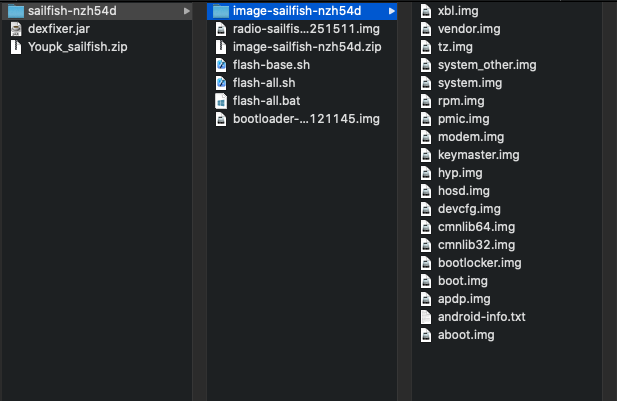 sailfish-nzh54d
dexfixer.jar
Youpk_sailfish.zip
image-sailfish-nzh54d
radio-sailfis...251511.img
image-sailfish-nzh54d.zip
flash-base.sh
flash-all.sh
flash-all.bat
bootloader-...121145.img
xbl.img
vendor.img
tz.img
system_other.img
system.img
rpm.img
pmic.img
modem.img
keymaster.img
hyp.img
hosd.img
devcfg.img
cmnlib64.img
cmnlib32.img
bootlocker.img
boot.img
apdp.img
android-info.txt
aboot.img